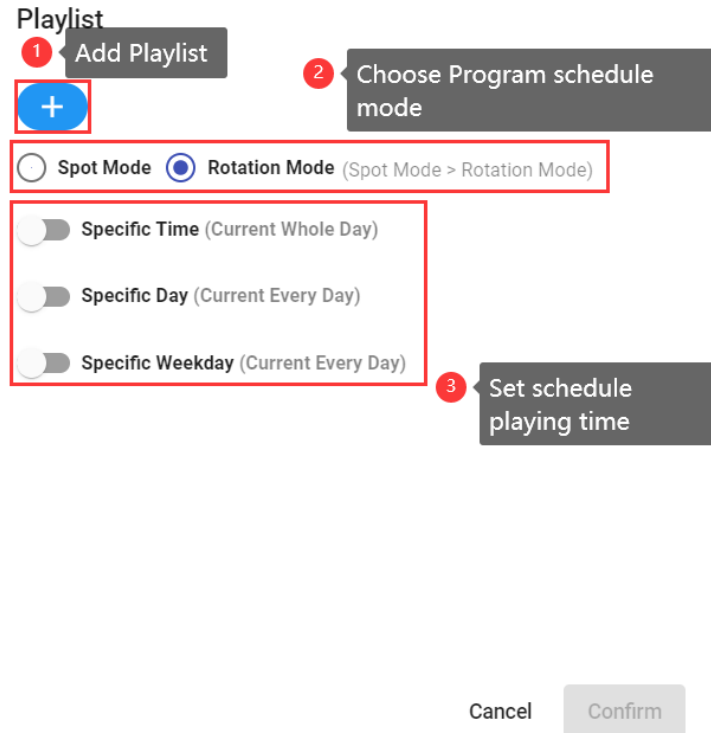 Playlist
1
Add Playlist
2
Choose Program schedule
mode
+
Spot Mode
Rotation Mode (Spot Mode > Rotation Mode)
Specific Time (Current Whole Day)
Specific Day (Current Every Day)
Specific Weekday (Current Every Day)
3
Set schedule
playing time
Cancel
Confirm